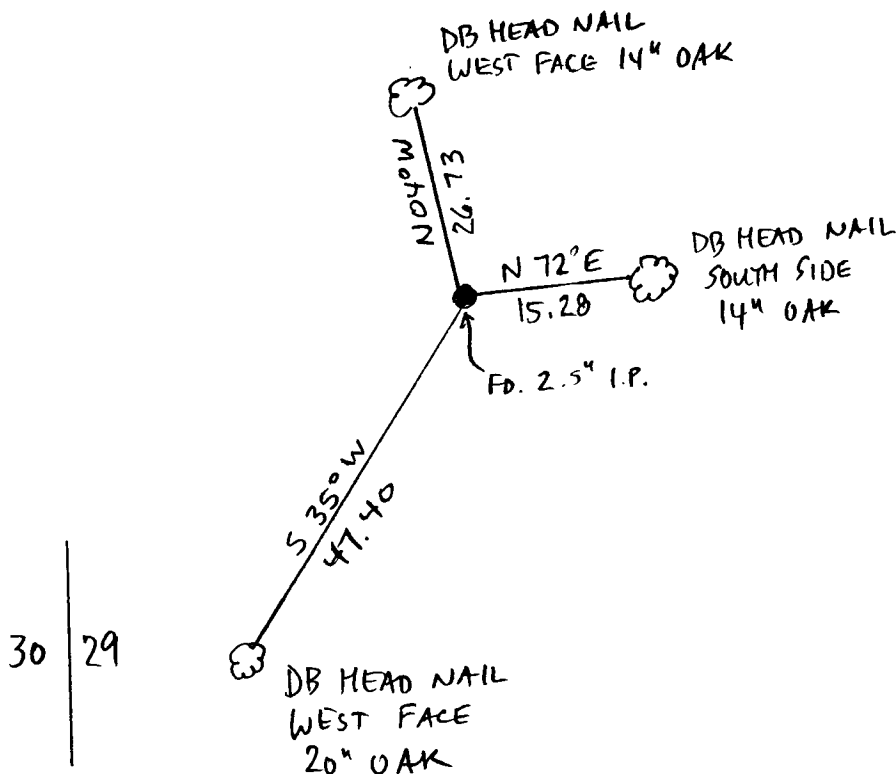 DB HEAD NAIL
WEST FACE 14" OAK
N04°W
26.73
N 72°E
15.28
DB HEAD NAIL
SOUTH SIDE
14" OAK
FD. 2.5" I.P.
S 35° W
47.40
30 29
DB HEAD NAIL
WEST FACE
20" OAK